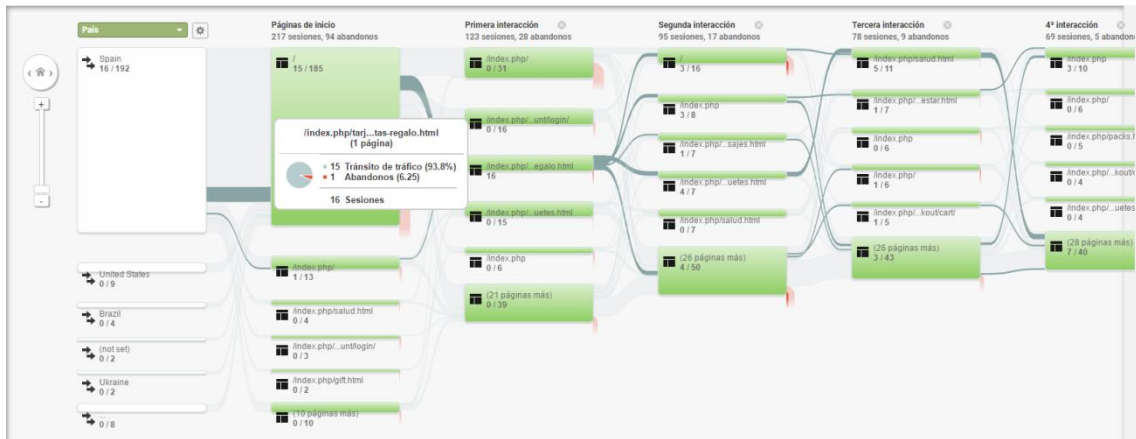 País
Spain
16 / 192
United States
0 / 9
Brazil
0 / 4
(not set)
0 / 2
Ukraine
0 / 2
...
0 / 8
Páginas de inicio
217 sesiones, 94 abandonos
/
15 / 185
/index.php/
1 / 13
/index.php/salud.html
0 / 4
/index.php/...unt/login/
0 / 3
/index.php/gift.html
0 / 2
(10 páginas más)
0 / 10
/index.php/tarj...tas-regalo.html
(1 página)
15 Tránsito de tráfico (93.8%)
1 Abandonos (6.25)
16 Sesiones
Primera interacción
123 sesiones, 28 abandonos
/index.php/
0 / 31
/index.php/...unt/login/
0 / 16
/index.php/...egalo.html
16
/index.php/...uetes.html
0 / 15
/index.php
0 / 6
(21 páginas más)
0 / 39
Segunda interacción
95 sesiones, 17 abandonos
/
3 / 16
/index.php
3 / 8
/index.php/...sajes.html
1 / 7
/index.php/...uetes.html
4 / 7
/index.php/salud.html
0 / 7
(26 páginas más)
4 / 50
Tercera interacción
78 sesiones, 9 abandonos
/index.php/salud.html
5 / 11
/index.php/...estar.html
1 / 7
/index.php
0 / 6
/index.php/
1 / 6
/index.php/...kout/cart/
1 / 5
(26 páginas más)
3 / 43
4ª interacción
69 sesiones, 5 abandon
/index.php
3 / 10
/index.php/
0 / 6
/index.php/packs.h
0 / 5
/index.php/...kout/
0 / 4
/index.php/...uetes
0 / 4
(28 páginas más)
7 / 40